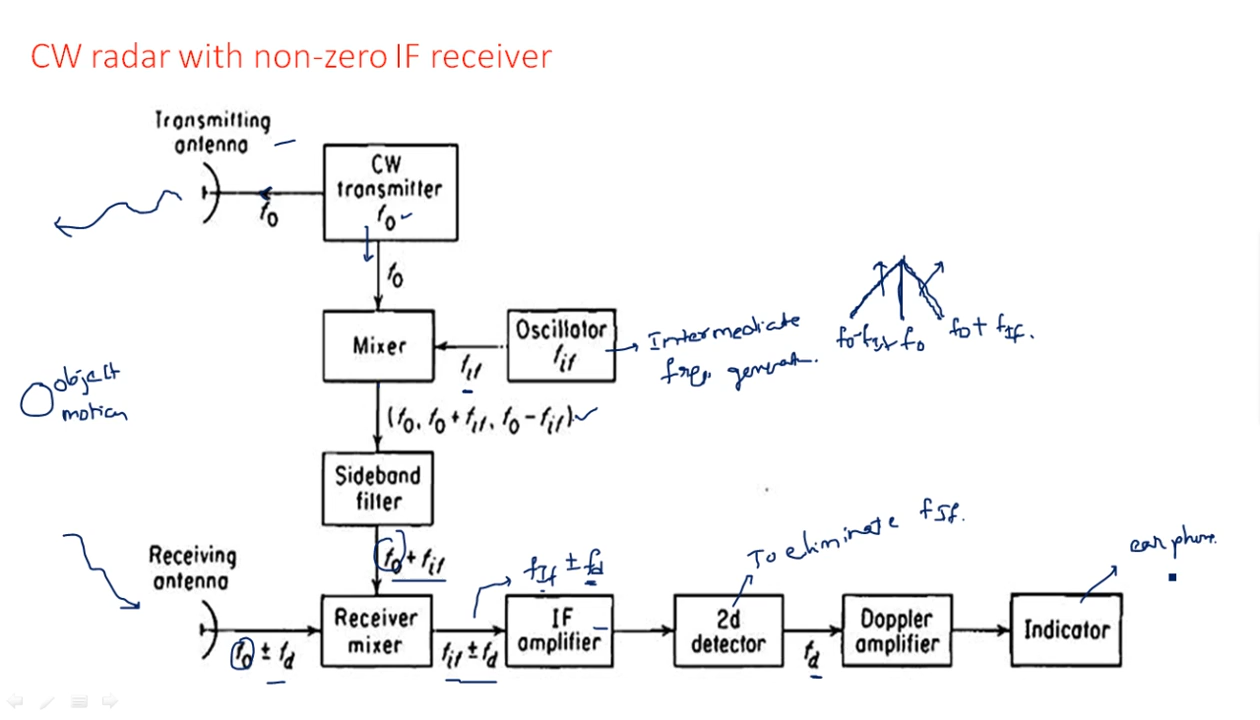 CW radar with non-zero IF receiver
Transmitting
antenna
CW
transmitter
f0
f0
f0
Mixer
Oscillator
fif
fif
Intermediate
freq. generat.
f0-fIf
f0
f0 + fIf.
object
motion
(f0, f0 + fif, f0 - fif)
Sideband
filter
f0 + fif
Receiving
antenna
f0 ± fd
Receiver
mixer
fif ± fd
fIf ± fd
IF
amplifier
To eliminate fIf.
2d
detector
fd
Doppler
amplifier
Indicator
ear phone.